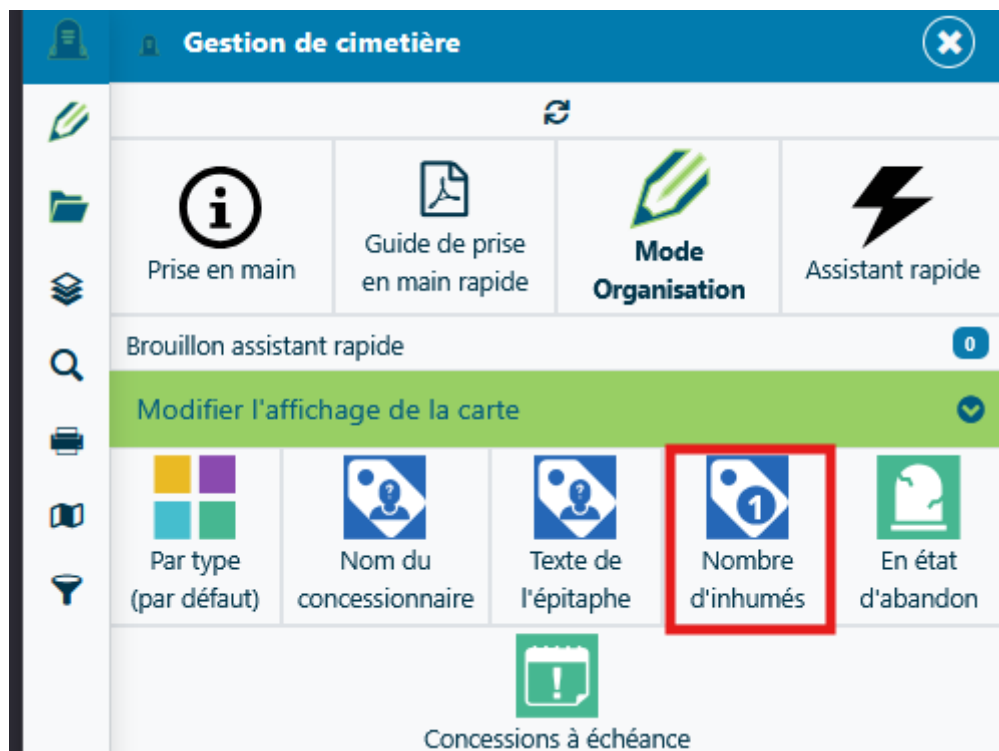 Gestion de cimetière
Prise en main
Guide de prise
en main rapide
Mode
Organisation
Assistant rapide
Brouillon assistant rapide
0
Modifier l'affichage de la carte
Par type
(par défaut)
Nom du
concessionnaire
Texte de
l'épitaphe
1
Nombre
d'inhumés
En état
d'abandon
Concessions à échéance